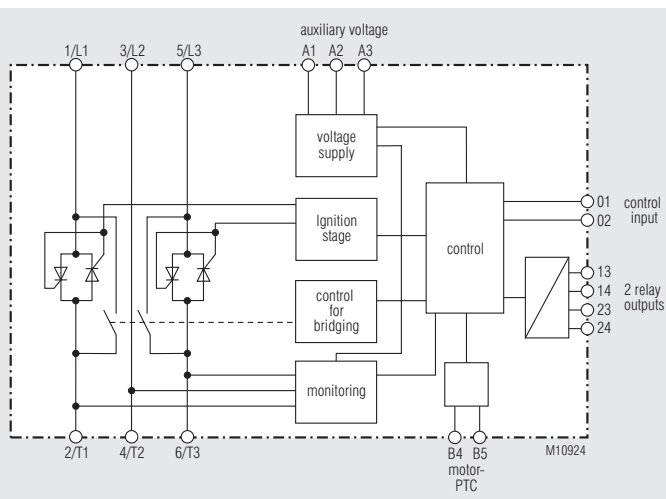 auxiliary voltage
1/L1 3/L2 5/L3 A1 A2 A3
voltage
supply
Ignition
stage
control
control
for
bridging
monitoring
01 control
02 input
13
14 2 relay
23 outputs
24
2/T1 4/T2 6/T3
B4 B5
M10924
motor-
PTC